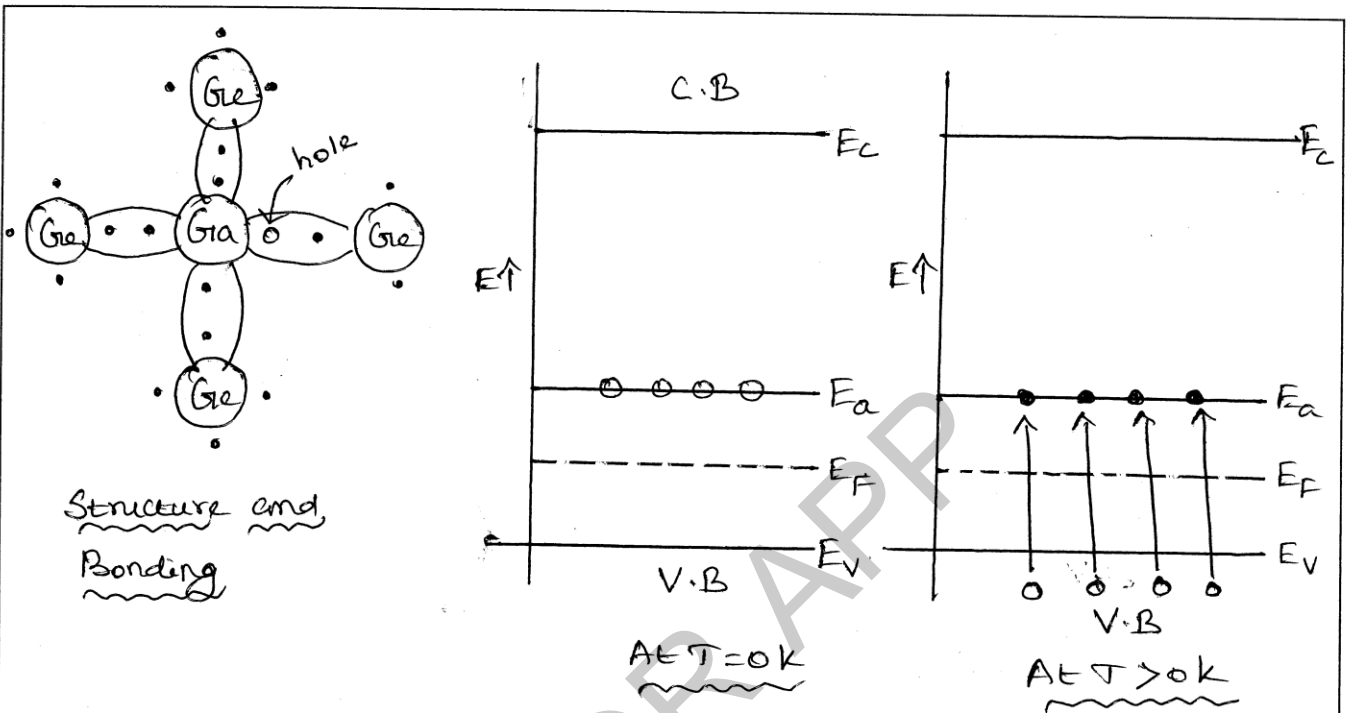 Ge
hole
Ge Ga Ge
Ge
Structure and
Bonding
C.B
Ec
E↑
Ea
EF
Ev
V.B
At T=0K
Ec
E↑
Ea
EF
Ev
V.B
At T>0K
R APP